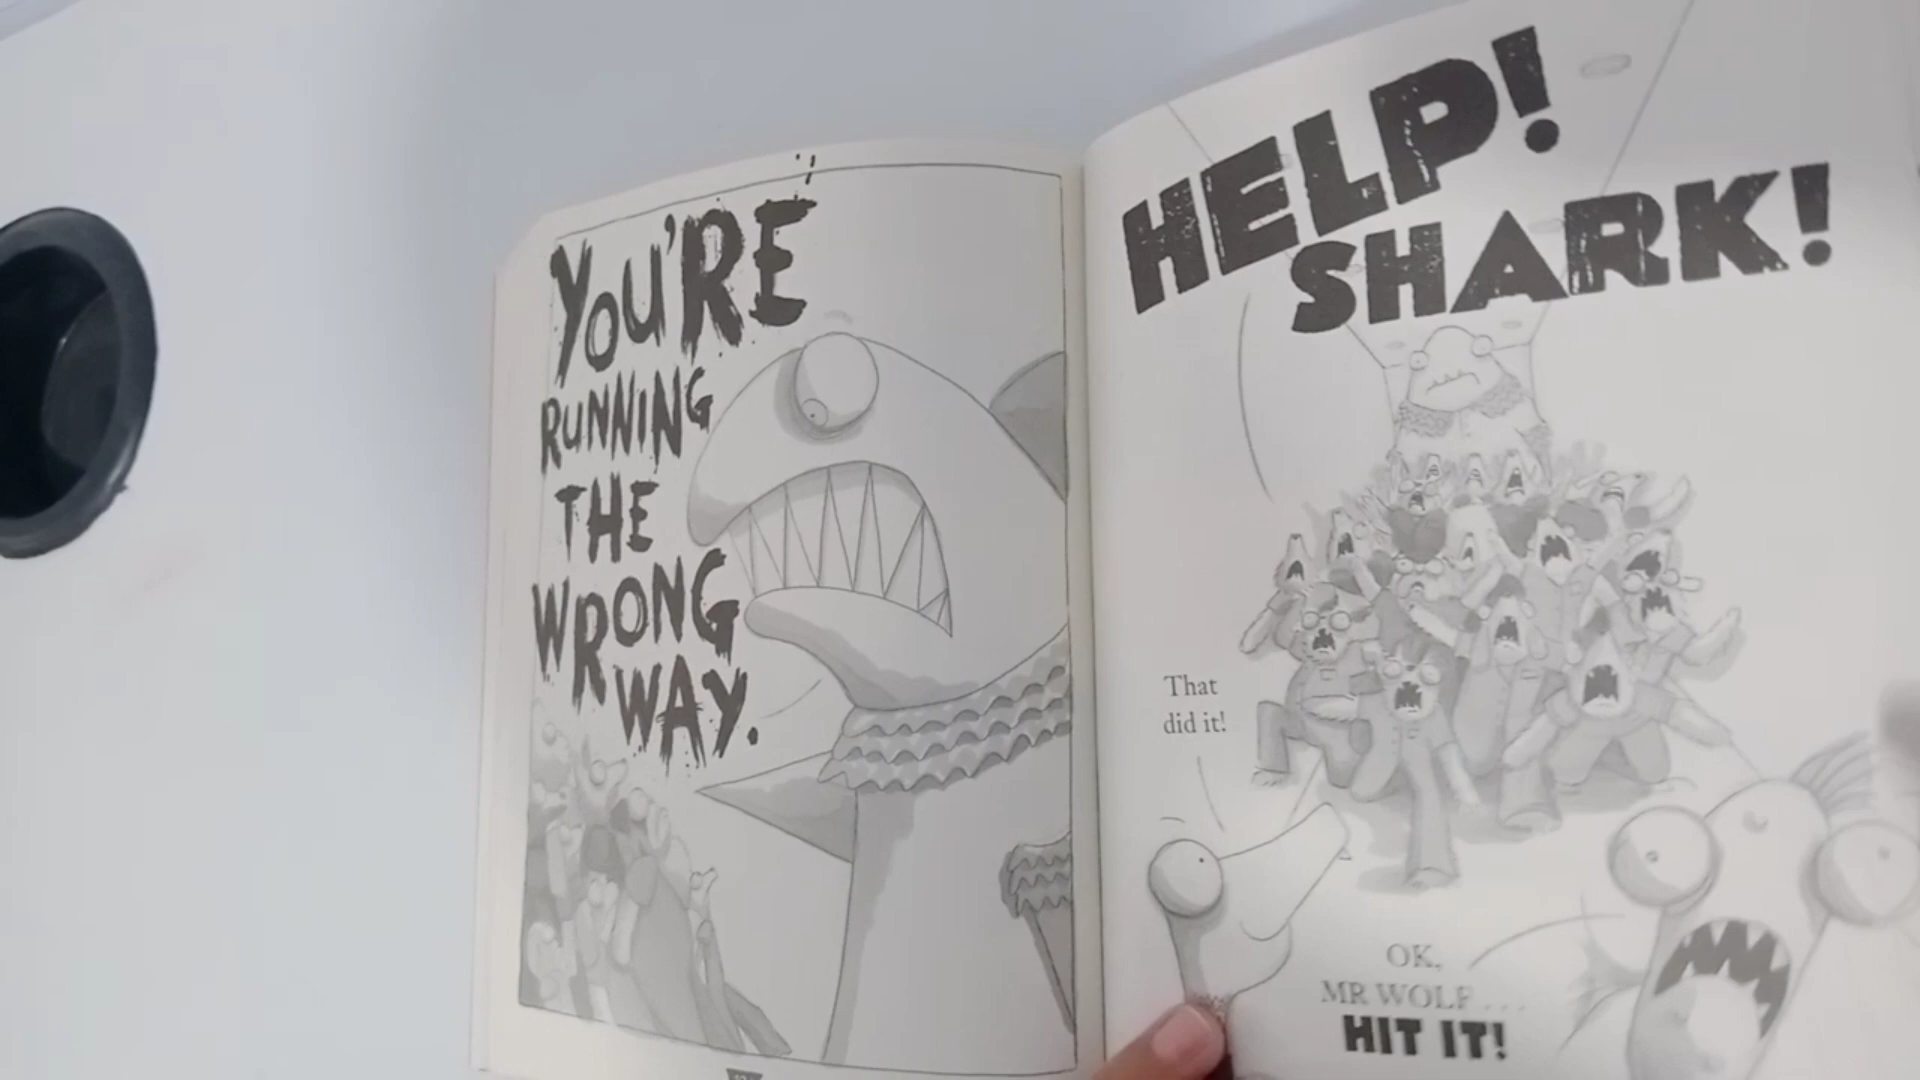 YOU'RE
RUNNING
THE
WRONG
WAY.
HELP!
SHARK!
That
did it!
OK,
MR WOLF . . .
HIT IT!